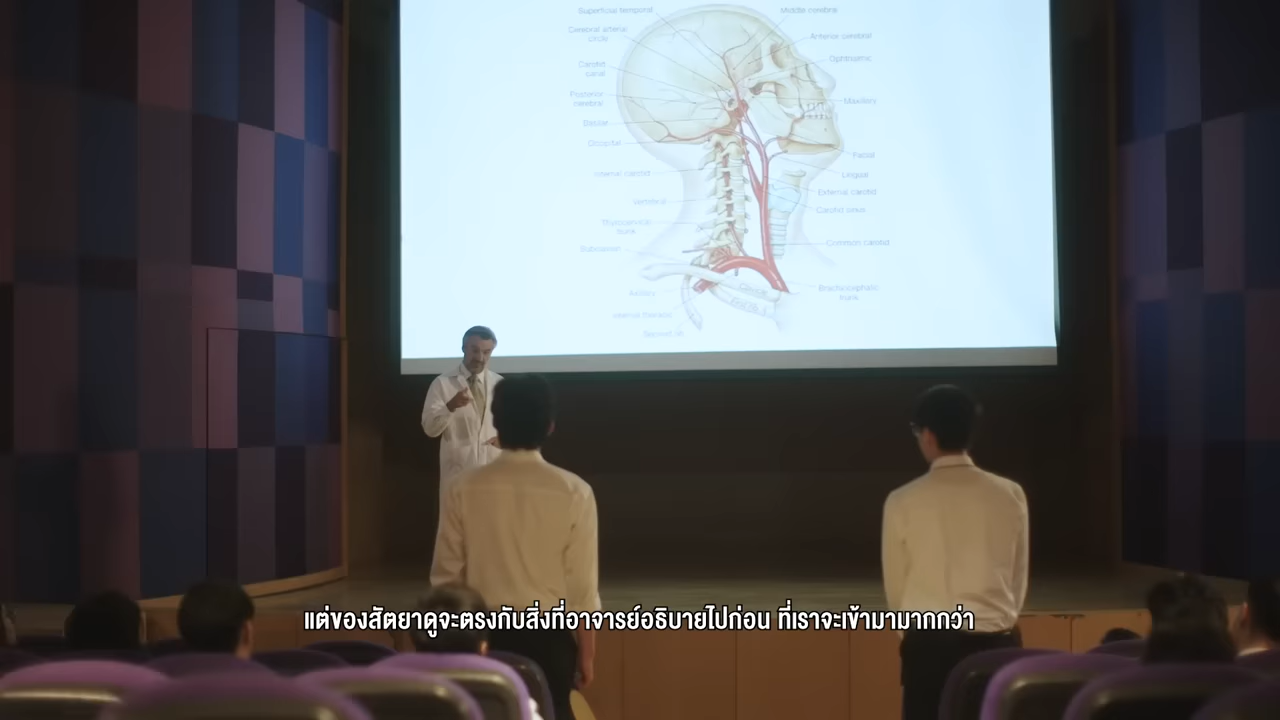 Superficial temporal
Middle cerebral
Cerebral arterial
circle
Anterior cerebral
Ophthalmic
Carotid
canal
Posterior
cerebral
Maxillary
Basilar
Occipital
Facial
Internal carotid
Lingual
External carotid
Vertebral
Carotid sinus
Thyrocervical
trunk
Common carotid
Subclavian
Axillary
Clavicle
Brachiocephalic
trunk
First rib
Internal thoracic
แต่ของสัตยาดูจะตรงกับสิ่งที่อาจารย์อธิบายไปก่อน ที่เราจะเข้ามามากกว่า